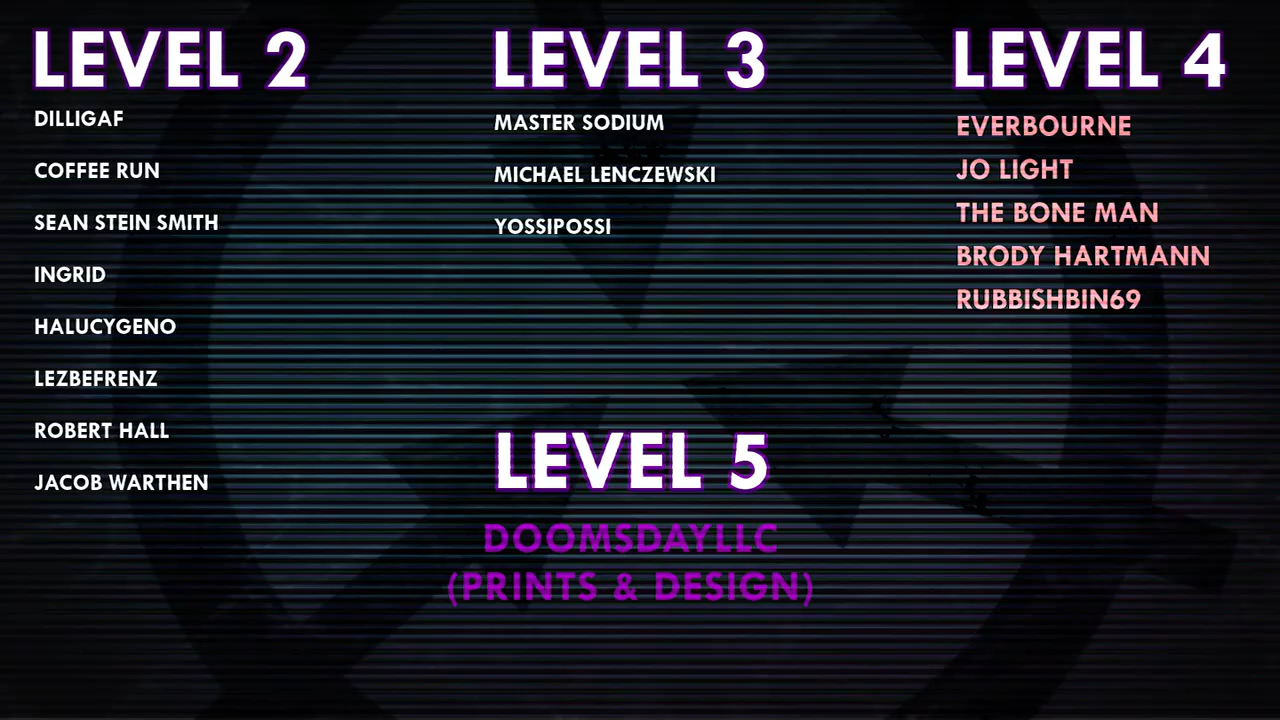 LEVEL 2
DILLIGAF
COFFEE RUN
SEAN STEIN SMITH
INGRID
HALUCYGENO
LEZBEFRENZ
ROBERT HALL
JACOB WARTHEN
LEVEL 3
MASTER SODIUM
MICHAEL LENCZEWSKI
YOSSIPOSSI
LEVEL 4
EVERBOURNE
JO LIGHT
THE BONE MAN
BRODY HARTMANN
RUBBISHBIN69
LEVEL 5
DOOMSDAYLLC
(PRINTS & DESIGN)